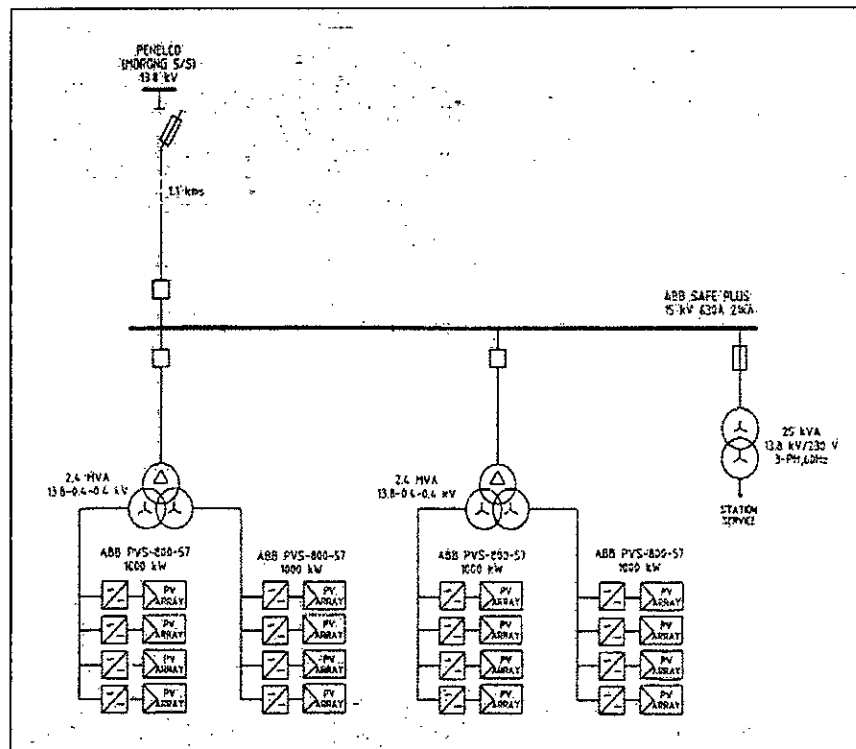 PENELCO
(MORONG S/S)
13.8 kV
1.1 kms
ABB SAFE PLUS
15 kV 630A 21kA
25 kVA
13.8 kV/230 V
3-PH, 60Hz
STATION
SERVICE
2.4 MVA
13.8-0.4-0.4 kV
2.4 MVA
13.8-0.4-0.4 kV
ABB PVS-800-57
1000 kW
ABB PVS-800-57
1000 kW
ABB PVS-800-57
1000 kW
ABB PVS-800-57
1000 kW
PV
ARRAY
PV
ARRAY
PV
ARRAY
PV
ARRAY
PV
ARRAY
PV
ARRAY
PV
ARRAY
PV
ARRAY
PV
ARRAY
PV
ARRAY
PV
ARRAY
PV
ARRAY
PV
ARRAY
PV
ARRAY
PV
ARRAY
PV
ARRAY